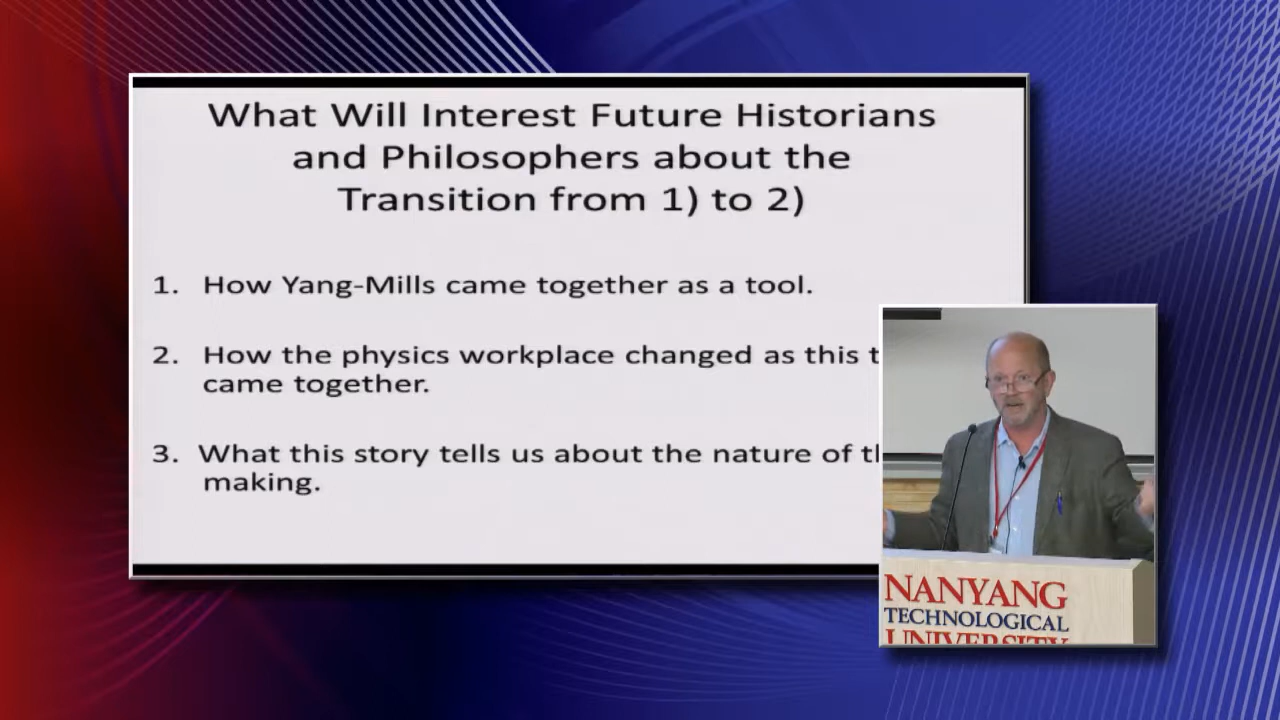 What Will Interest Future Historians
and Philosophers about the
Transition from 1) to 2)
1. How Yang-Mills came together as a tool.
2. How the physics workplace changed as this
came together.
3. What this story tells us about the nature of
making.
NANYANG
TECHNOLOGICAL
UNIVERSITY